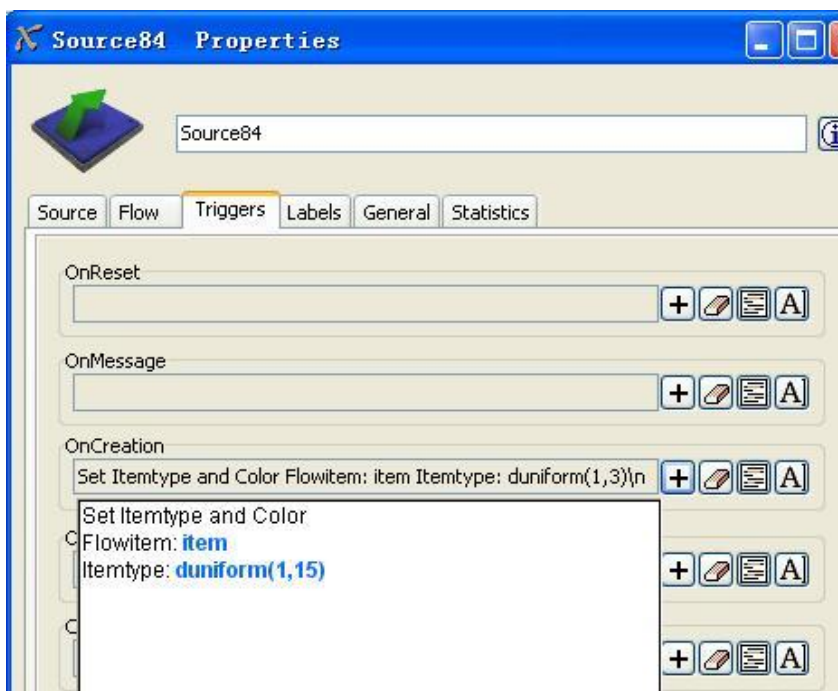 Source84 Properties
Source84
Source Flow Triggers Labels General Statistics
OnReset
A
OnMessage
A
OnCreation
Set Itemtype and Color Flowitem: item Itemtype: duniform(1,3)\n
A
Set Itemtype and Color
Flowitem: item
Itemtype: duniform(1,15)
A
A